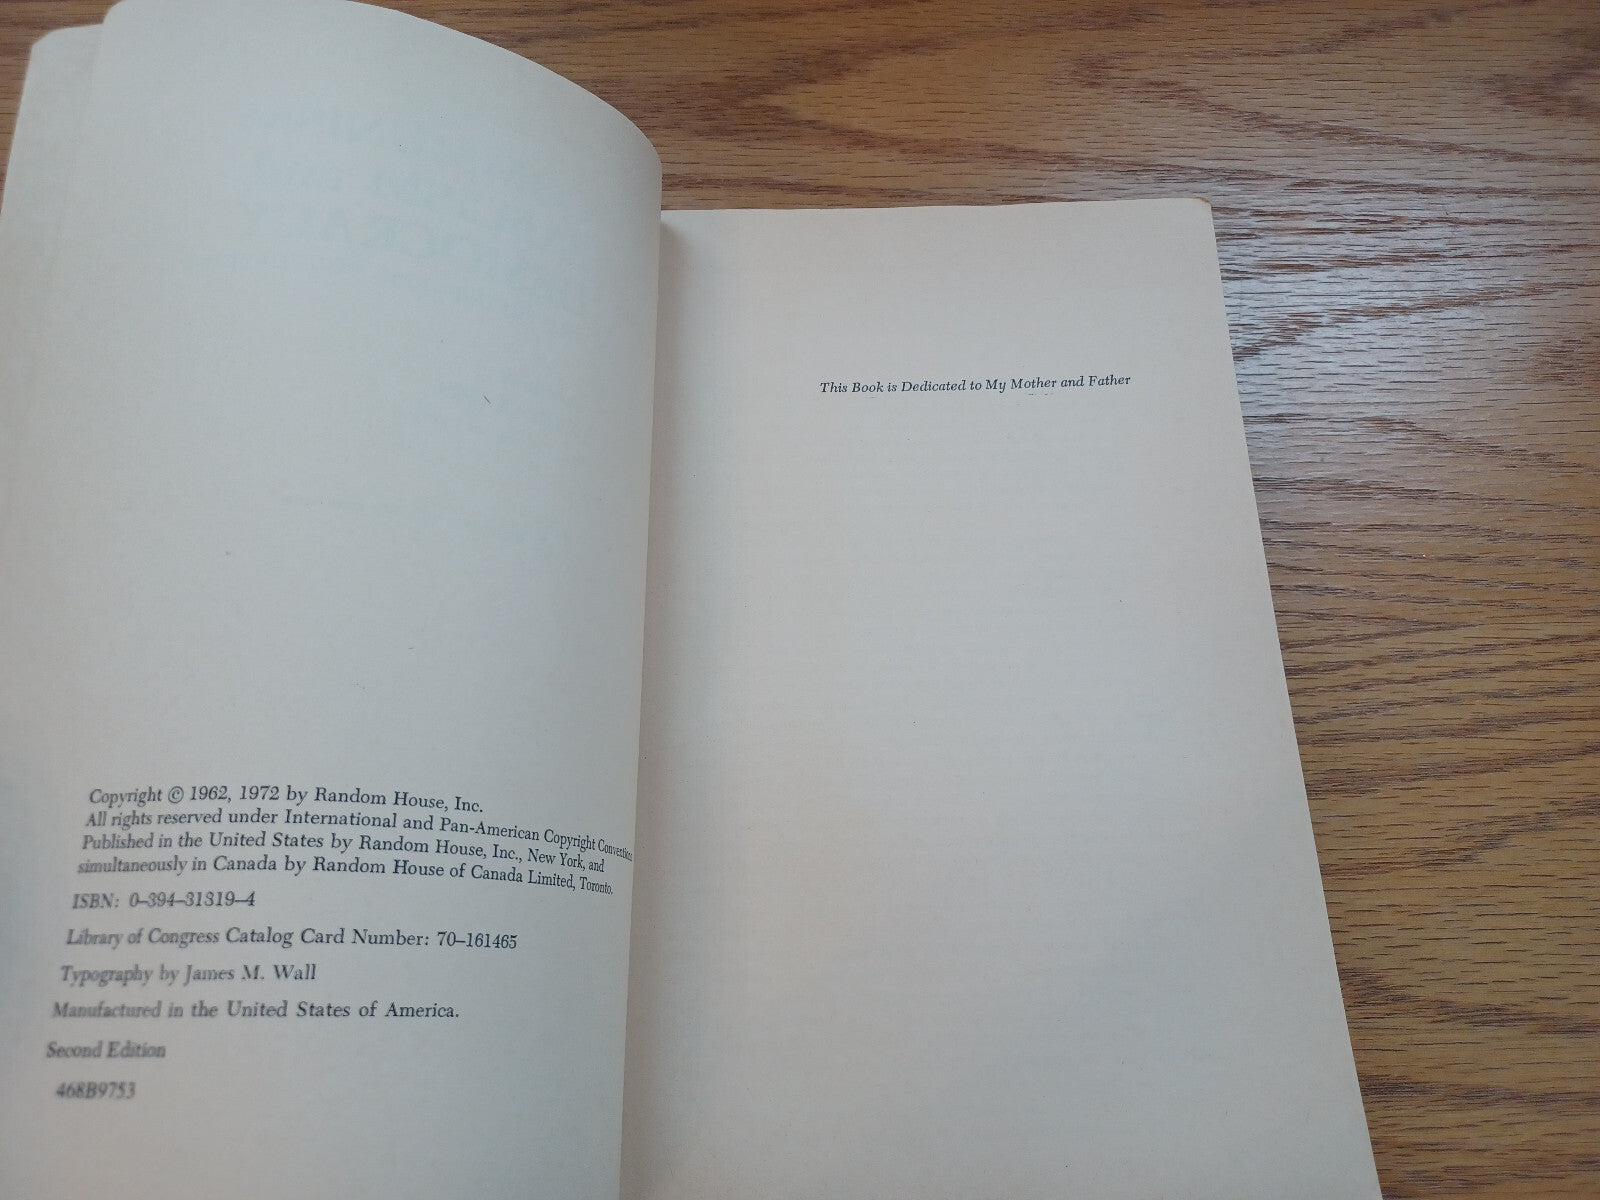 Copyright © 1962, 1972 by Random House, Inc.
All rights reserved under International and Pan-American Copyright Conventions
Published in the United States by Random House, Inc., New York, and
simultaneously in Canada by Random House of Canada Limited, Toronto.
ISBN: 0–394–31319–4
Library of Congress Catalog Card Number: 70–161465
Typography by James M. Wall
Manufactured in the United States of America.
Second Edition
468B9753
This Book is Dedicated to My Mother and Father